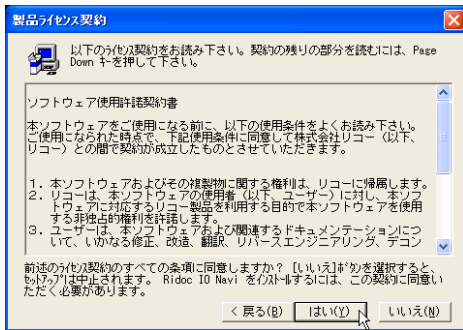 製品ライセンス契約
以下のライセンス契約をお読み下さい。契約の残りの部分を読むには、Page
Down キーを押して下さい。
ソフトウェア使用許諾契約書
本ソフトウェアをご使用になる前に、以下の使用条件をよくお読み下さい。
ご使用になられた時点で、下記使用条件に同意して株式会社リコー（以下、
リコー）との間で契約が成立したものとさせていただきます。
1．本ソフトウェアおよびその複製物に関する権利は、リコーに帰属します。
2．リコーは、本ソフトウェアの使用者（以下、ユーザー）に対し、本ソフ
トウェアに対応するリコー製品を利用する目的で本ソフトウェアを使用
する非独占的権利を許諾します。
3．ユーザーは、本ソフトウェアおよび関連するドキュメンテーションにつ
いて、いかなる修正、改造、翻訳、リバースエンジニアリング、デコン
前述のライセンス契約のすべての条項に同意しますか？［いいえ］ボタンを選択すると、
セットアップは中止されます。 Ridoc IO Navi をインストールするには、この契約に同意い
ただく必要があります。
< 戻る(B)
はい(Y)
いいえ(N)